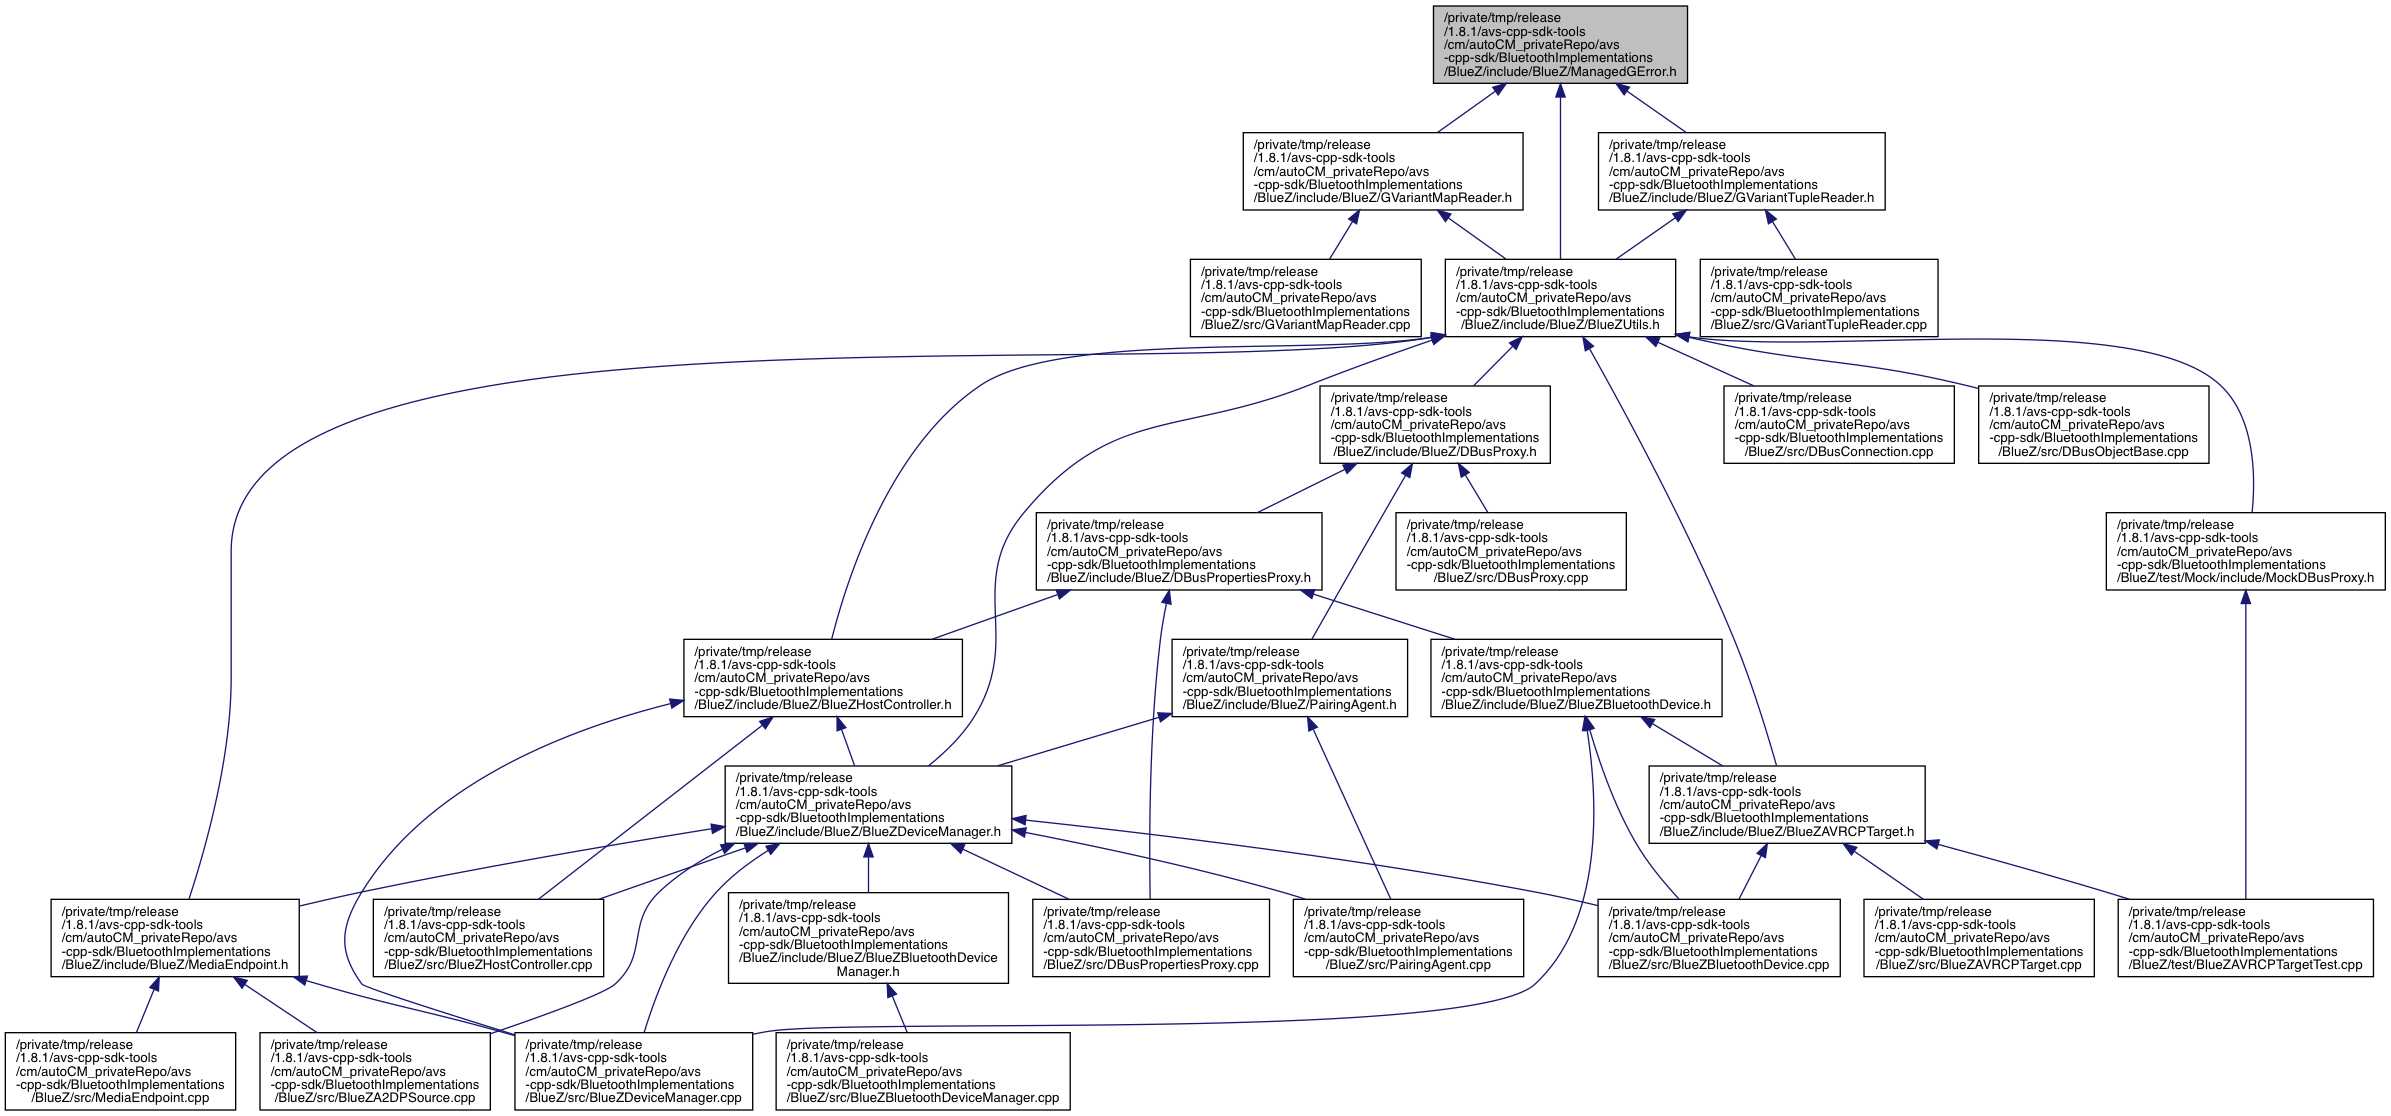 /private/tmp/release
/1.8.1/avs-cpp-sdk-tools
/cm/autoCM_privateRepo/avs
-cpp-sdk/BluetoothImplementations
/BlueZ/include/BlueZ/ManagedGError.h
/private/tmp/release
/1.8.1/avs-cpp-sdk-tools
/cm/autoCM_privateRepo/avs
-cpp-sdk/BluetoothImplementations
/BlueZ/include/BlueZ/GVariantMapReader.h
/private/tmp/release
/1.8.1/avs-cpp-sdk-tools
/cm/autoCM_privateRepo/avs
-cpp-sdk/BluetoothImplementations
/BlueZ/include/BlueZ/GVariantTupleReader.h
/private/tmp/release
/1.8.1/avs-cpp-sdk-tools
/cm/autoCM_privateRepo/avs
-cpp-sdk/BluetoothImplementations
/BlueZ/src/GVariantMapReader.cpp
/private/tmp/release
/1.8.1/avs-cpp-sdk-tools
/cm/autoCM_privateRepo/avs
-cpp-sdk/BluetoothImplementations
/BlueZ/include/BlueZ/BlueZUtils.h
/private/tmp/release
/1.8.1/avs-cpp-sdk-tools
/cm/autoCM_privateRepo/avs
-cpp-sdk/BluetoothImplementations
/BlueZ/src/GVariantTupleReader.cpp
/private/tmp/release
/1.8.1/avs-cpp-sdk-tools
/cm/autoCM_privateRepo/avs
-cpp-sdk/BluetoothImplementations
/BlueZ/include/BlueZ/DBusProxy.h
/private/tmp/release
/1.8.1/avs-cpp-sdk-tools
/cm/autoCM_privateRepo/avs
-cpp-sdk/BluetoothImplementations
/BlueZ/src/DBusConnection.cpp
/private/tmp/release
/1.8.1/avs-cpp-sdk-tools
/cm/autoCM_privateRepo/avs
-cpp-sdk/BluetoothImplementations
/BlueZ/src/DBusObjectBase.cpp
/private/tmp/release
/1.8.1/avs-cpp-sdk-tools
/cm/autoCM_privateRepo/avs
-cpp-sdk/BluetoothImplementations
/BlueZ/include/BlueZ/DBusPropertiesProxy.h
/private/tmp/release
/1.8.1/avs-cpp-sdk-tools
/cm/autoCM_privateRepo/avs
-cpp-sdk/BluetoothImplementations
/BlueZ/src/DBusProxy.cpp
/private/tmp/release
/1.8.1/avs-cpp-sdk-tools
/cm/autoCM_privateRepo/avs
-cpp-sdk/BluetoothImplementations
/BlueZ/test/Mock/include/MockDBusProxy.h
/private/tmp/release
/1.8.1/avs-cpp-sdk-tools
/cm/autoCM_privateRepo/avs
-cpp-sdk/BluetoothImplementations
/BlueZ/include/BlueZ/BlueZHostController.h
/private/tmp/release
/1.8.1/avs-cpp-sdk-tools
/cm/autoCM_privateRepo/avs
-cpp-sdk/BluetoothImplementations
/BlueZ/include/BlueZ/PairingAgent.h
/private/tmp/release
/1.8.1/avs-cpp-sdk-tools
/cm/autoCM_privateRepo/avs
-cpp-sdk/BluetoothImplementations
/BlueZ/include/BlueZ/BlueZBluetoothDevice.h
/private/tmp/release
/1.8.1/avs-cpp-sdk-tools
/cm/autoCM_privateRepo/avs
-cpp-sdk/BluetoothImplementations
/BlueZ/include/BlueZ/BlueZDeviceManager.h
/private/tmp/release
/1.8.1/avs-cpp-sdk-tools
/cm/autoCM_privateRepo/avs
-cpp-sdk/BluetoothImplementations
/BlueZ/include/BlueZ/BlueZAVRCPTarget.h
/private/tmp/release
/1.8.1/avs-cpp-sdk-tools
/cm/autoCM_privateRepo/avs
-cpp-sdk/BluetoothImplementations
/BlueZ/include/BlueZ/MediaEndpoint.h
/private/tmp/release
/1.8.1/avs-cpp-sdk-tools
/cm/autoCM_privateRepo/avs
-cpp-sdk/BluetoothImplementations
/BlueZ/src/BlueZHostController.cpp
/private/tmp/release
/1.8.1/avs-cpp-sdk-tools
/cm/autoCM_privateRepo/avs
-cpp-sdk/BluetoothImplementations
/BlueZ/include/BlueZ/BlueZBluetoothDevice
Manager.h
/private/tmp/release
/1.8.1/avs-cpp-sdk-tools
/cm/autoCM_privateRepo/avs
-cpp-sdk/BluetoothImplementations
/BlueZ/src/DBusPropertiesProxy.cpp
/private/tmp/release
/1.8.1/avs-cpp-sdk-tools
/cm/autoCM_privateRepo/avs
-cpp-sdk/BluetoothImplementations
/BlueZ/src/PairingAgent.cpp
/private/tmp/release
/1.8.1/avs-cpp-sdk-tools
/cm/autoCM_privateRepo/avs
-cpp-sdk/BluetoothImplementations
/BlueZ/src/BlueZBluetoothDevice.cpp
/private/tmp/release
/1.8.1/avs-cpp-sdk-tools
/cm/autoCM_privateRepo/avs
-cpp-sdk/BluetoothImplementations
/BlueZ/src/BlueZAVRCPTarget.cpp
/private/tmp/release
/1.8.1/avs-cpp-sdk-tools
/cm/autoCM_privateRepo/avs
-cpp-sdk/BluetoothImplementations
/BlueZ/test/BlueZAVRCPTargetTest.cpp
/private/tmp/release
/1.8.1/avs-cpp-sdk-tools
/cm/autoCM_privateRepo/avs
-cpp-sdk/BluetoothImplementations
/BlueZ/src/MediaEndpoint.cpp
/private/tmp/release
/1.8.1/avs-cpp-sdk-tools
/cm/autoCM_privateRepo/avs
-cpp-sdk/BluetoothImplementations
/BlueZ/src/BlueZA2DPSource.cpp
/private/tmp/release
/1.8.1/avs-cpp-sdk-tools
/cm/autoCM_privateRepo/avs
-cpp-sdk/BluetoothImplementations
/BlueZ/src/BlueZDeviceManager.cpp
/private/tmp/release
/1.8.1/avs-cpp-sdk-tools
/cm/autoCM_privateRepo/avs
-cpp-sdk/BluetoothImplementations
/BlueZ/src/BlueZBluetoothDeviceManager.cpp